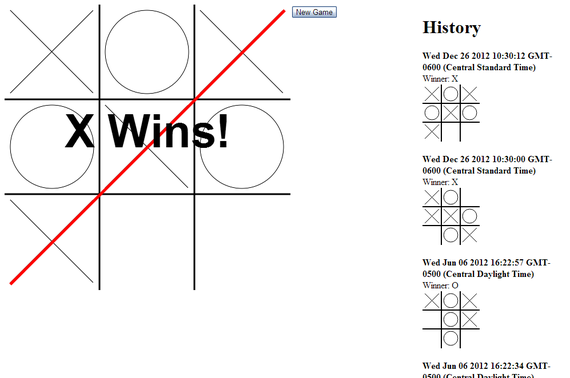 New Game
X Wins!
History
Wed Dec 26 2012 10:30:12 GMT-
0600 (Central Standard Time)
Winner: X
Wed Dec 26 2012 10:30:00 GMT-
0600 (Central Standard Time)
Winner: X
Wed Jun 06 2012 16:22:57 GMT-
0500 (Central Daylight Time)
Winner: O
Wed Jun 06 2012 16:22:34 GMT-
0500 (Central Daylight Time)